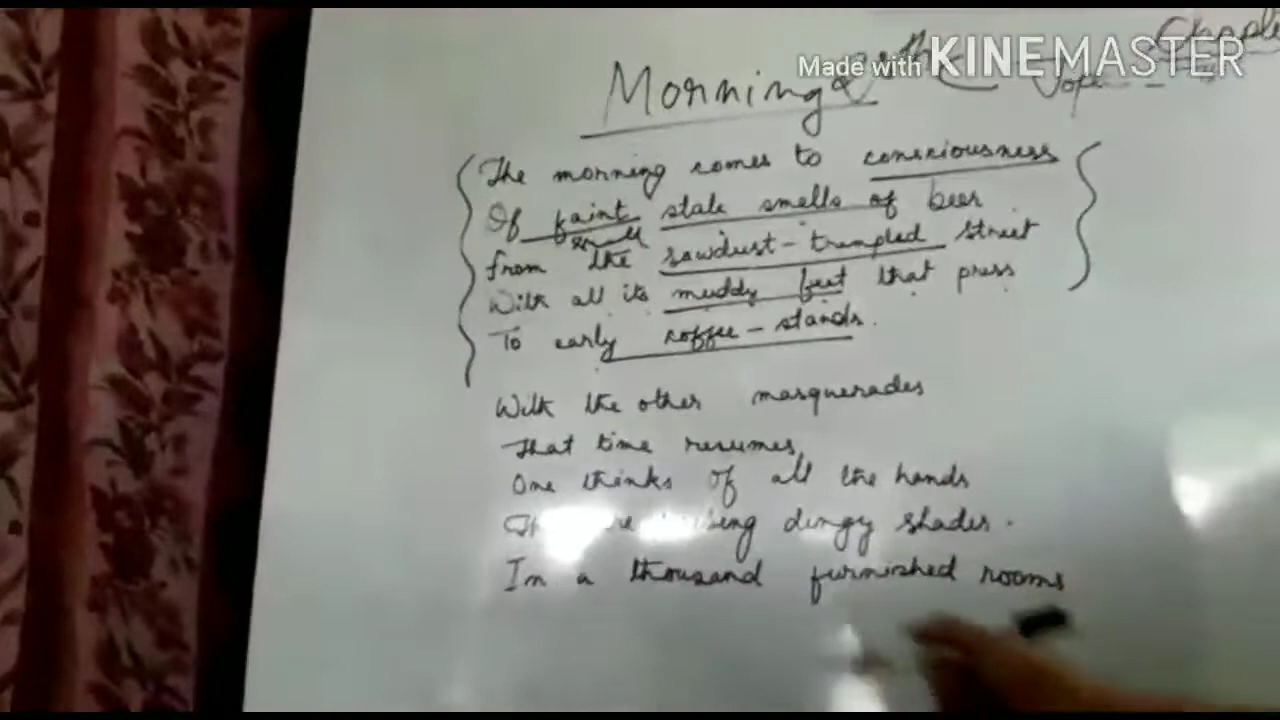 Made with KINEMASTER
Morning
The morning comes to consciousness
Of faint stale smells of beer
smell
from the sawdust-trampled street
With all its muddy feet that press
To early coffee-stands.
With the other masquerades
That time resumes,
One thinks of all the hands
dingy shades.
In a thousand furnished rooms